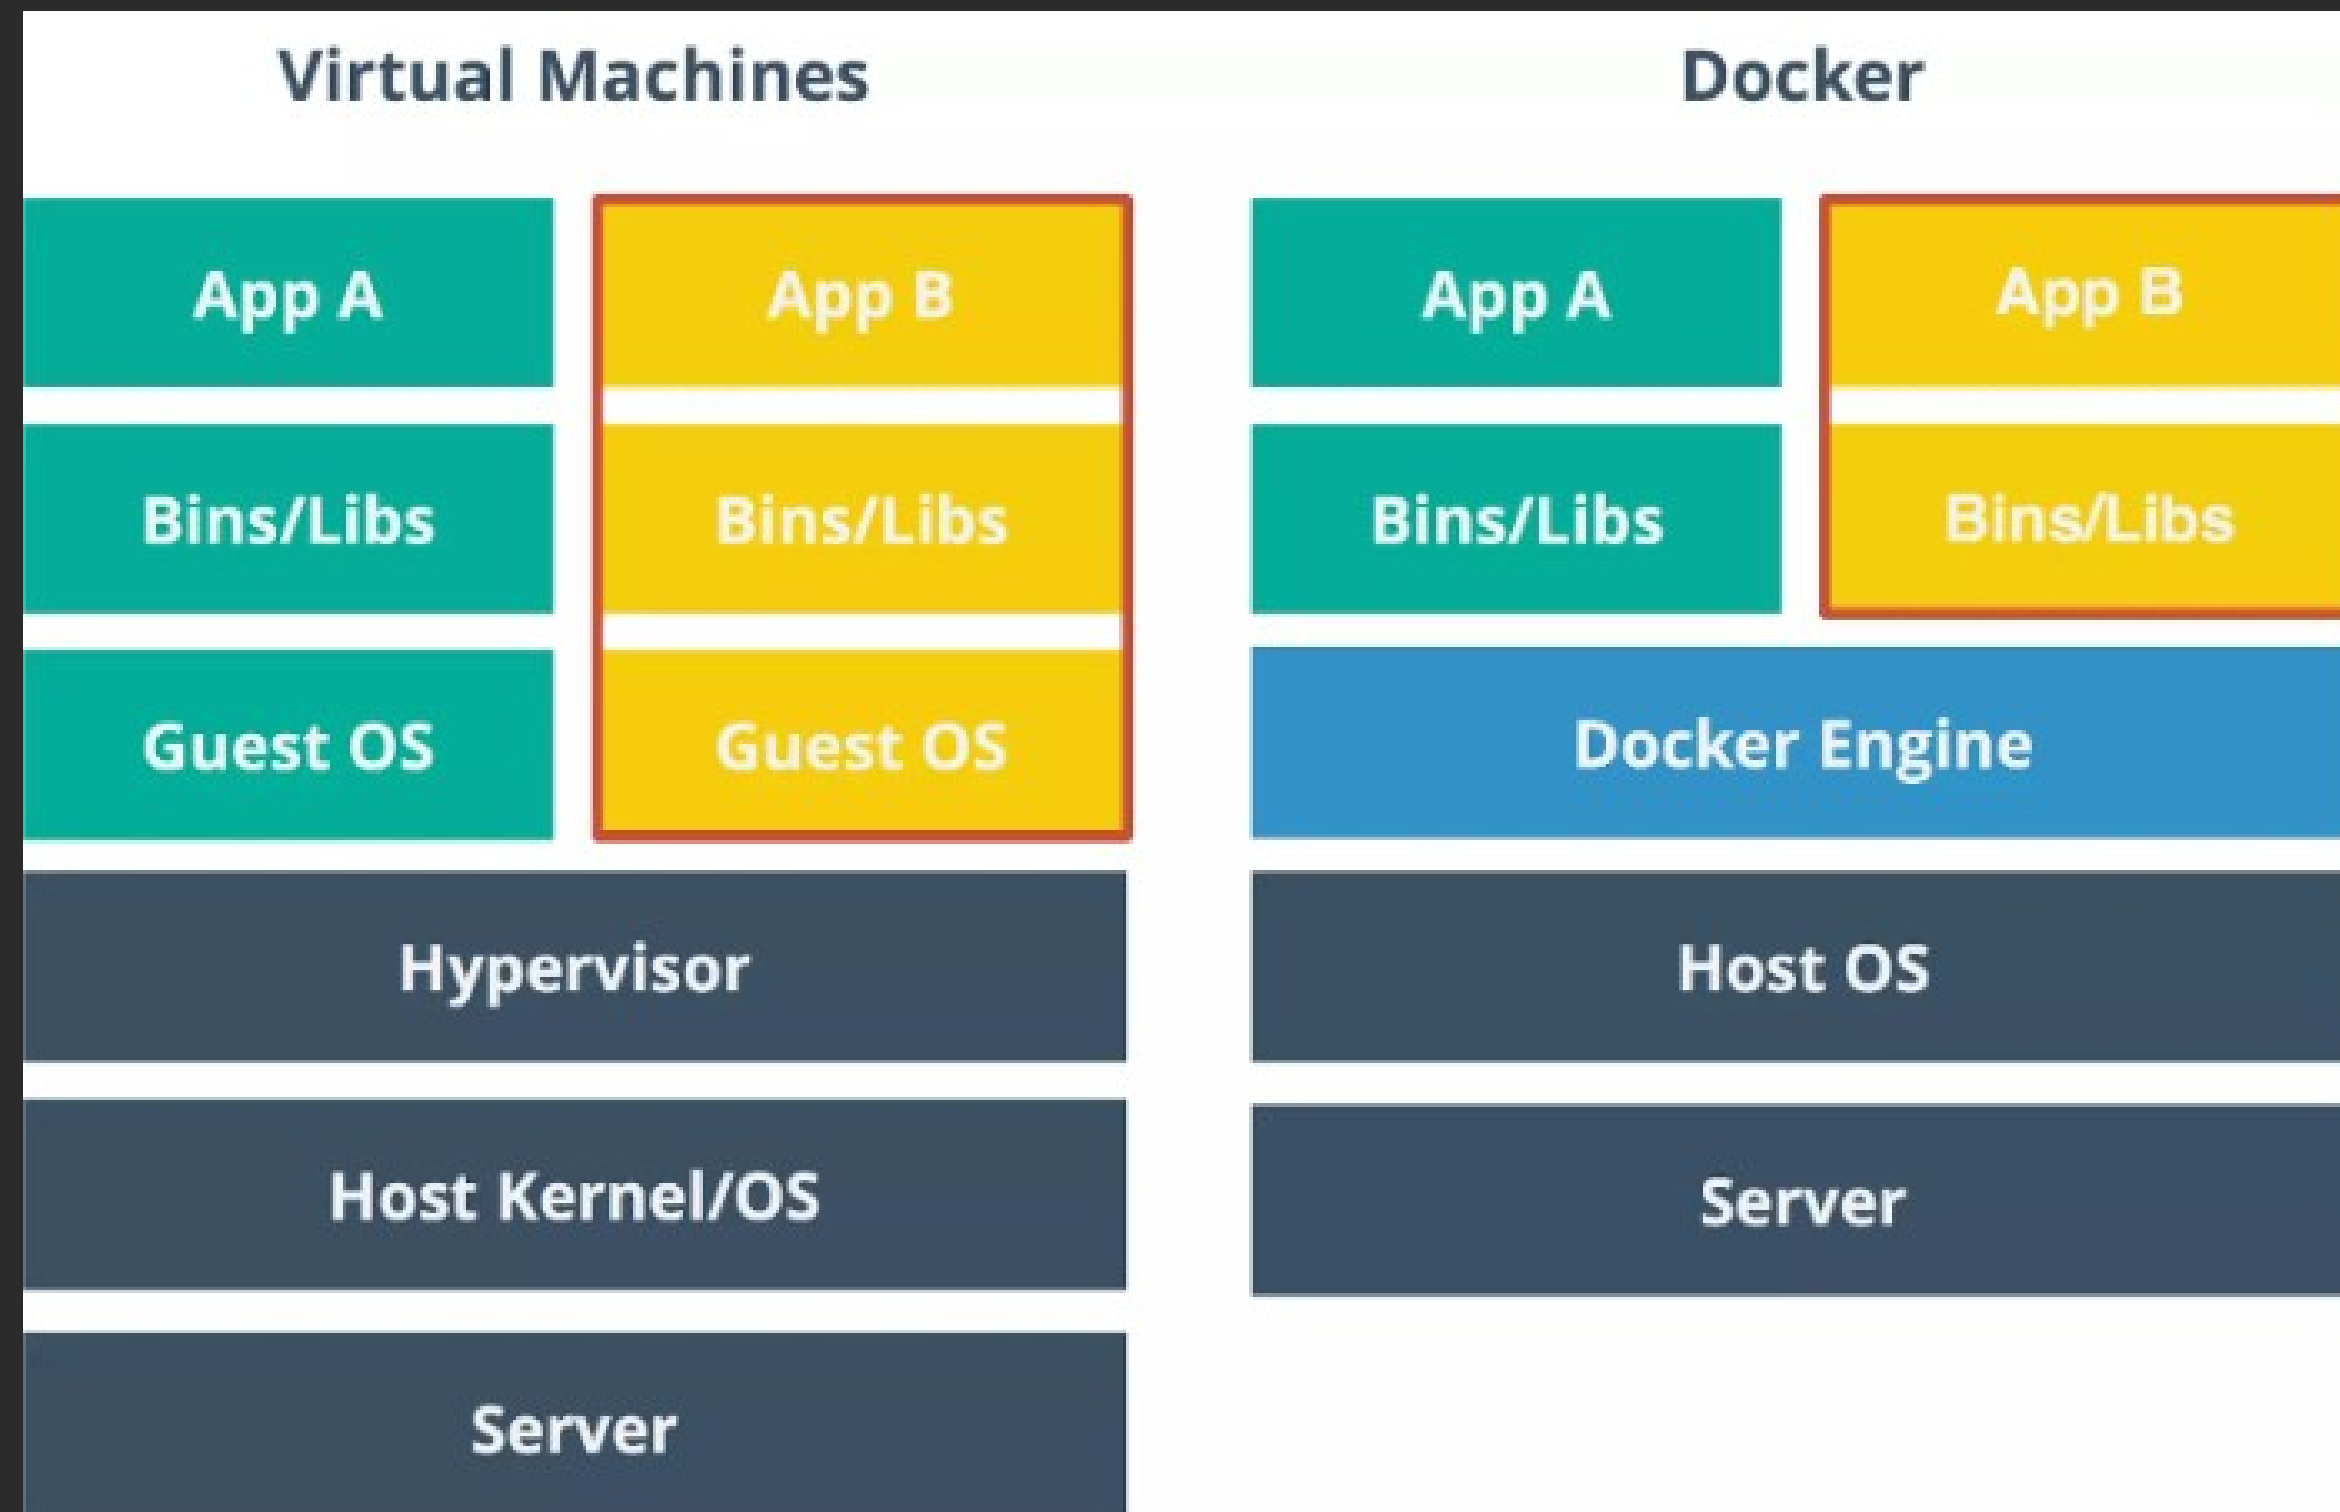 Virtual Machines
App A
App B
Bins/Libs
Bins/Libs
Guest OS
Guest OS
Hypervisor
Host Kernel/OS
Server
Docker
App A
App B
Bins/Libs
Bins/Libs
Docker Engine
Host OS
Server